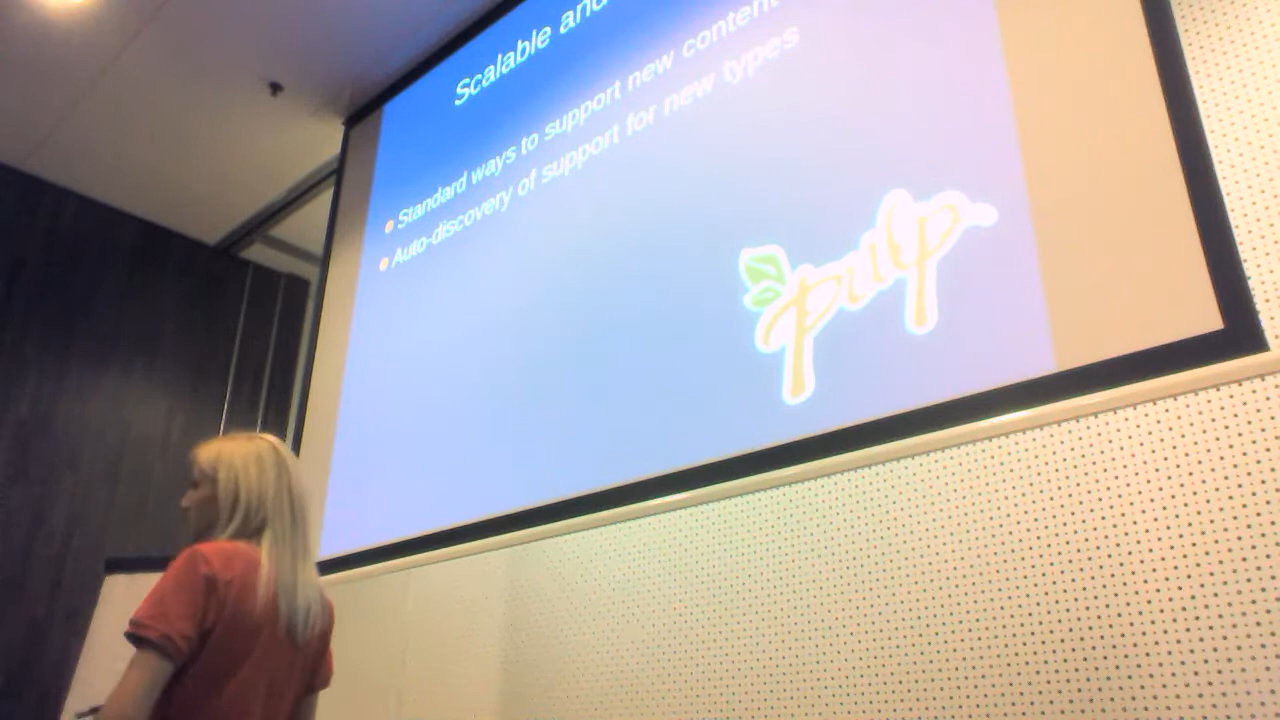 Scalable and
Standard ways to support new content
Auto-discovery of support for new types
pulp